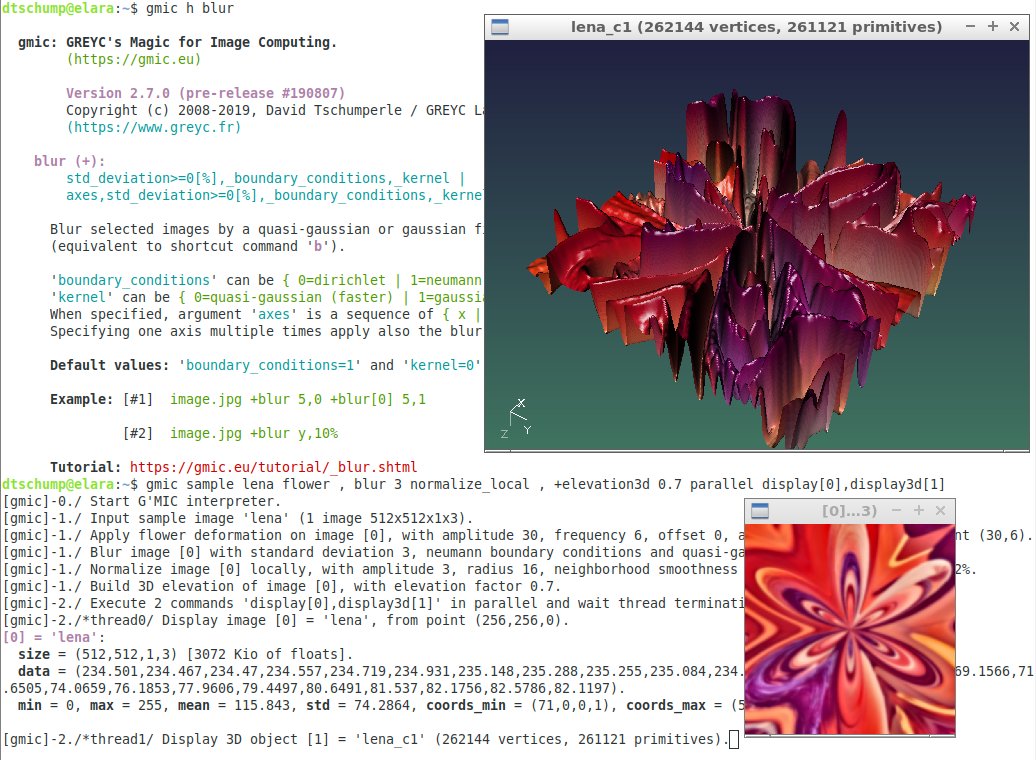 dtschump@elara:~$ gmic h blur
gmic: GREYC's Magic for Image Computing.
(https://gmic.eu)
Version 2.7.0 (pre-release #190807)
Copyright (c) 2008-2019, David Tschumperle / GREYC
(https://www.greyc.fr)
blur (+):
std_deviation>=0[%],_boundary_conditions,_kernel |
axes,std_deviation>=0[%],_boundary_conditions,_kerne
Blur selected images by a quasi-gaussian or gaussian
(equivalent to shortcut command 'b').
'boundary_conditions' can be { 0=dirichlet | 1=neumann
'kernel' can be { 0=quasi-gaussian (faster) | 1=gaussia
When specified, argument 'axes' is a sequence of { x |
Specifying one axis multiple times apply also the blur
Default values: 'boundary_conditions=1' and 'kernel=0'
Example: [#1]  image.jpg +blur 5,0 +blur[0] 5,1
[#2]  image.jpg +blur y,10%
Tutorial: https://gmic.eu/tutorial/_blur.shtml
lena_c1 (262144 vertices, 261121 primitives)
X
Z
Y
dtschump@elara:~$ gmic sample lena flower , blur 3 normalize_local , +elevation3d 0.7 parallel display[0],display3d[1]
[gmic]-0./ Start G'MIC interpreter.
[gmic]-1./ Input sample image 'lena' (1 image 512x512x1x3).
[gmic]-1./ Apply flower deformation on image [0], with amplitude 30, frequency 6, offset 0, a nt (30,6).
[gmic]-1./ Blur image [0] with standard deviation 3, neumann boundary conditions and quasi-ga
[gmic]-1./ Normalize image [0] locally, with amplitude 3, radius 16, neighborhood smoothness 2%.
[gmic]-1./ Build 3D elevation of image [0], with elevation factor 0.7.
[gmic]-2./ Execute 2 commands 'display[0],display3d[1]' in parallel and wait thread terminati
[gmic]-2./*thread0/ Display image [0] = 'lena', from point (256,256,0).
[0] = 'lena':
size = (512,512,1,3) [3072 Kio of floats].
data = (234.501,234.467,234.47,234.557,234.719,234.931,235.148,235.288,235.255,235.084,234. 69.1566,71
.6505,74.0659,76.1853,77.9606,79.4497,80.6491,81.537,82.1756,82.5786,82.1197).
min = 0, max = 255, mean = 115.843, std = 74.2864, coords_min = (71,0,0,1), coords_max = (5
[gmic]-2./*thread1/ Display 3D object [1] = 'lena_c1' (262144 vertices, 261121 primitives).
[0]...3)